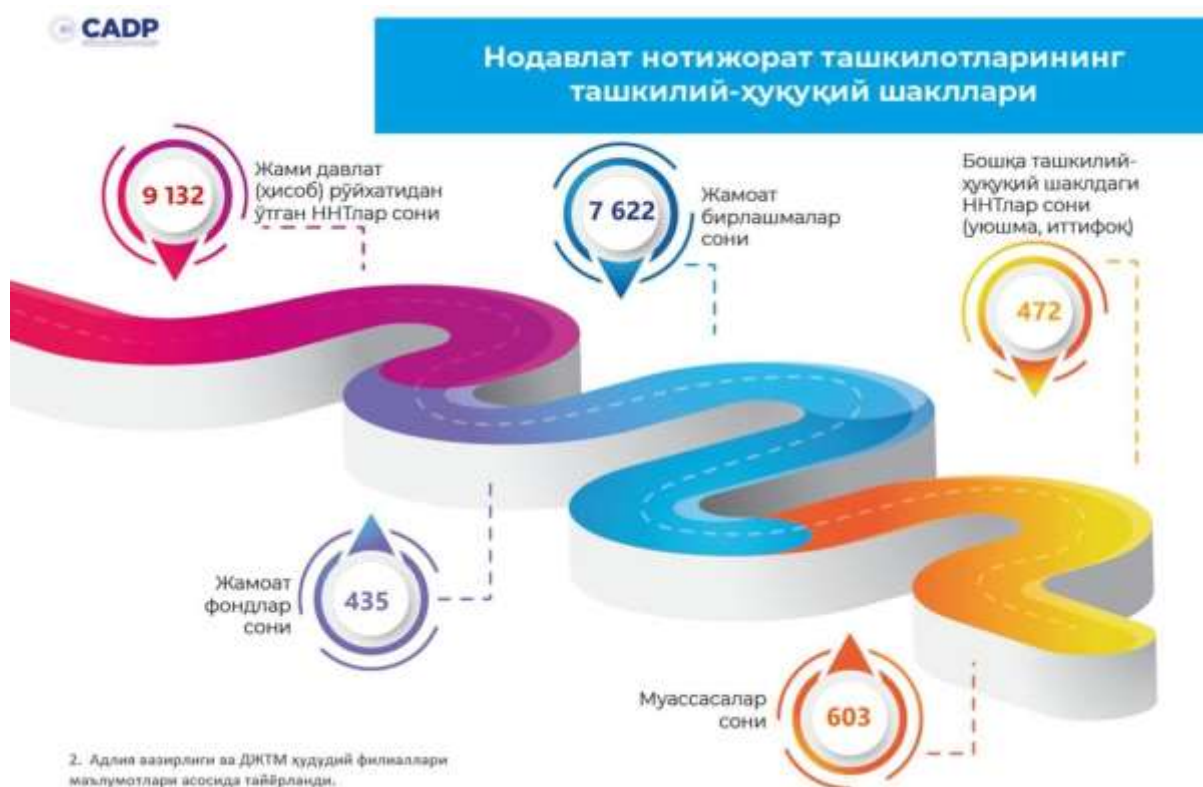 CADP
Нодавлат нотижорат ташкилотларининг
ташкилий-ҳуқуқий шакллари
9 132
Жами давлат
(ҳисоб) рўйхатидан
ўтган ННТлар сони
7 622
Жамоат
бирлашмалар
сони
Бошқа ташкилий-
ҳуқуқий шаклдаги
ННТлар сони
(уюшма, иттифоқ)
472
Жамоат
фондлар
сони
435
Муассасалар
сони
603
2. Адлия вазирлиги ва ДЖТМ ҳудудий филиаллари
маълумотлари асосида тайёрланди.